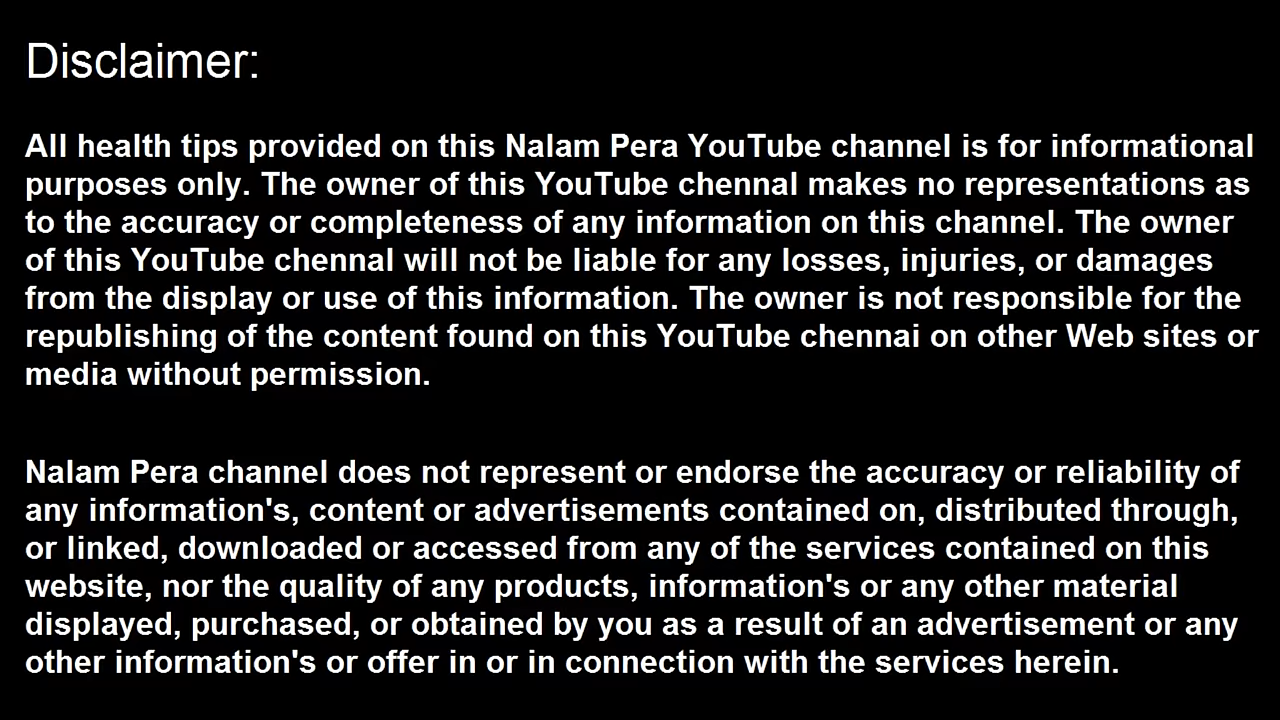 Disclaimer:
All health tips provided on this Nalam Pera YouTube channel is for informational
purposes only. The owner of this YouTube chennal makes no representations as
to the accuracy or completeness of any information on this channel. The owner
of this YouTube chennal will not be liable for any losses, injuries, or damages
from the display or use of this information. The owner is not responsible for the
republishing of the content found on this YouTube chennai on other Web sites or
media without permission.
Nalam Pera channel does not represent or endorse the accuracy or reliability of
any information's, content or advertisements contained on, distributed through,
or linked, downloaded or accessed from any of the services contained on this
website, nor the quality of any products, information's or any other material
displayed, purchased, or obtained by you as a result of an advertisement or any
other information's or offer in or in connection with the services herein.